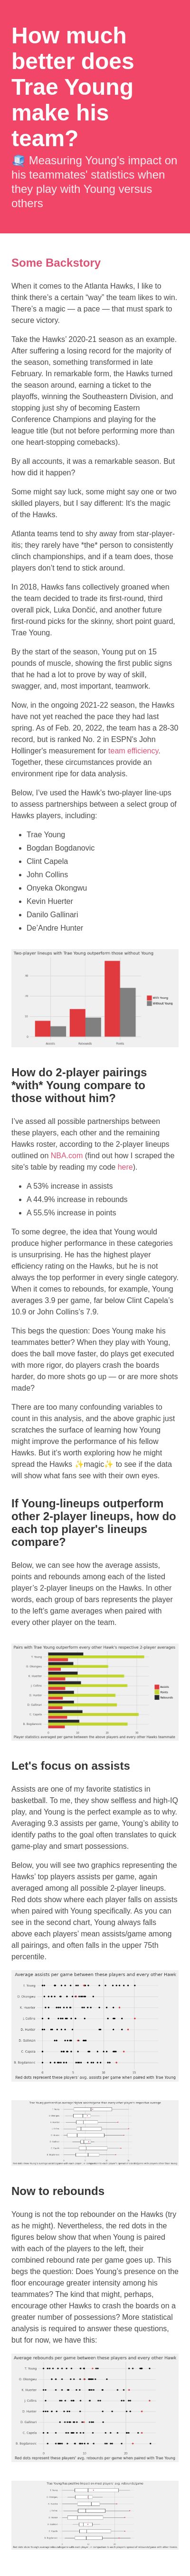 How much
better does
Trae Young
make his
team?
Measuring Young's impact on
his teammates' statistics when
they play with Young versus
others
Some Backstory
When it comes to the Atlanta Hawks, I like to
think there's a certain “way” the team likes to win.
There's a magic — a pace — that must spark to
secure victory.
Take the Hawks' 2020-21 season as an example.
After suffering a losing record for the majority of
the season, something transformed in late
February. In remarkable form, the Hawks turned
the season around, earning a ticket to the
playoffs, winning the Southeastern Division, and
stopping just shy of becoming Eastern
Conference Champions and playing for the
league title (but not before performing more than
one heart-stopping comebacks).
By all accounts, it was a remarkable season. But
how did it happen?
Some might say luck, some might say one or two
skilled players, but I say different: It's the magic
of the Hawks.
Atlanta teams tend to shy away from star-player-
itis; they rarely have *the* person to consistently
clinch championships, and if a team does, those
players don't tend to stick around.
In 2018, Hawks fans collectively groaned when
the team decided to trade its first-round, third
overall pick, Luka Dončić, and another future
first-round picks for the skinny, short point guard,
Trae Young.
By the start of the season, Young put on 15
pounds of muscle, showing the first public signs
that he had a lot to prove by way of skill,
swagger, and, most important, teamwork.
Now, in the ongoing 2021-22 season, the Hawks
have not yet reached the pace they had last
spring. As of Feb. 20, 2022, the team has a 28-30
record, but is ranked No. 2 in ESPN's John
Hollinger's measurement for team efficiency.
Together, these circumstances provide an
environment ripe for data analysis.
Below, I've used the Hawk's two-player line-ups
to assess partnerships between a select group of
Hawks players, including:
Trae Young
Bogdan Bogdanovic
Clint Capela
John Collins
Onyeka Okongwu
Kevin Huerter
Danilo Gallinari
De'Andre Hunter
Two-player lineups with Trae Young outperform those without Young
With Young
Without Young
Assists Rebounds Points
How do 2-player pairings
*with* Young compare to
those without him?
I've assed all possible partnerships between
these players, each other and the remaining
Hawks roster, according to the 2-player lineups
outlined on NBA.com (find out how I scraped the
site's table by reading my code here).
A 53% increase in assists
A 44.9% increase in rebounds
A 55.5% increase in points
To some degree, the idea that Young would
produce higher performance in these categories
is unsurprising. He has the highest player
efficiency rating on the Hawks, but he is not
always the top performer in every single category.
When it comes to rebounds, for example, Young
averages 3.9 per game, far below Clint Capela's
10.9 or John Collins's 7.9.
This begs the question: Does Young make his
teammates better? When they play with Young,
does the ball move faster, do plays get executed
with more rigor, do players crash the boards
harder, do more shots go up — or are more shots
made?
There are too many confounding variables to
count in this analysis, and the above graphic just
scratches the surface of learning how Young
might improve the performance of his fellow
Hawks. But it's worth exploring how he might
spread the Hawks ✨magic✨ to see if the data
will show what fans see with their own eyes.
If Young-lineups outperform
other 2-player lineups, how do
each top player's lineups
compare?
Below, we can see how the average assists,
points and rebounds among each of the listed
player's 2-player lineups on the Hawks. In other
words, each group of bars represents the player
to the left's game averages when paired with
every other player on the team.
Pairs with Trae Young outperform every other Hawk's respective 2-player averages
T. Young
O. Okongwu
K. Huerter
J. Collins
D. Hunter
D. Gallinari
C. Capela
B. Bogdanovic
Assists
Points
Rebounds
Player statistics averaged per game between the above players and every other Hawks teammate
Let's focus on assists
Assists are one of my favorite statistics in
basketball. To me, they show selfless and high-IQ
play, and Young is the perfect example as to why.
Averaging 9.3 assists per game, Young's ability to
identify paths to the goal often translates to quick
game-play and smart possessions.
Below, you will see two graphics representing the
Hawks' top players assists per game, again
averaged among all possible 2-player lineups.
Red dots show where each player falls on assists
when paired with Young specifically. As you can
see in the second chart, Young always falls
above each players' mean assists/game among
all pairings, and often falls in the upper 75th
percentile.
Average assists per game between these players and every other Hawk
T. Young
O. Okongwu
K. Huerter
J. Collins
D. Hunter
D. Gallinari
C. Capela
B. Bogdanovic
Red dots represent these players' avg. assists per game when paired with Trae Young
Now to rebounds
Young is not the top rebounder on the Hawks (try
as he might). Nevertheless, the red dots in the
figures below show that when Young is paired
with each of the players to the left, their
combined rebound rate per game goes up. This
begs the question: Does Young's presence on the
floor encourage greater intensity among his
teammates? The kind that might, perhaps,
encourage other Hawks to crash the boards on a
greater number of possessions? More statistical
analysis is required to answer these questions,
but for now, we have this:
Average rebounds per game between these players and every other Hawk
T. Young
O. Okongwu
K. Huerter
J. Collins
D. Hunter
D. Gallinari
C. Capela
B. Bogdanovic
Red dots represent these players' avg. rebounds per game when paired with Trae Young